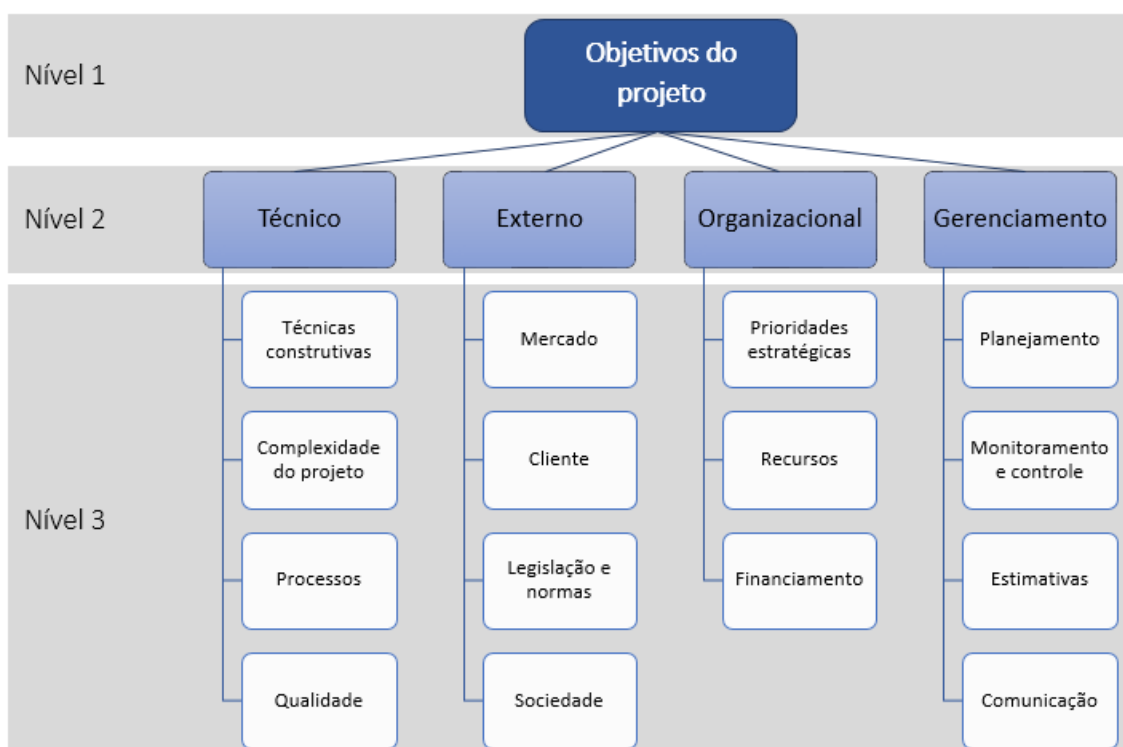 Nível 1
Objetivos do
projeto
Nível 2
Técnico
Externo
Organizacional
Gerenciamento
Nível 3
Técnicas
construtivas
Complexidade
do projeto
Processos
Qualidade
Mercado
Cliente
Legislação e
normas
Sociedade
Prioridades
estratégicas
Recursos
Financiamento
Planejamento
Monitoramento
e controle
Estimativas
Comunicação